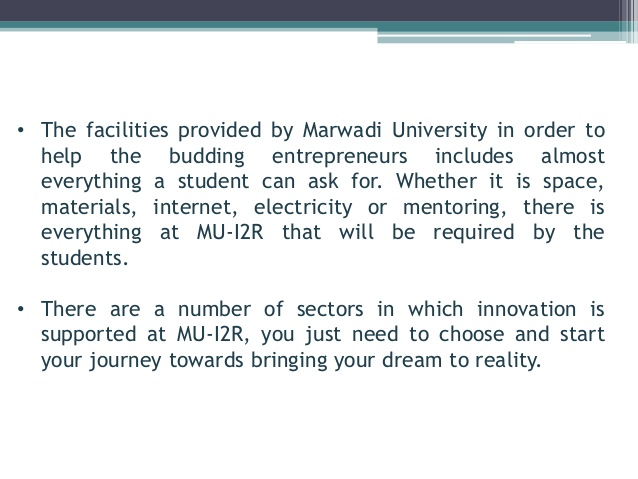 • The facilities provided by Marwadi University in order to
help the budding entrepreneurs includes almost
everything a student can ask for. Whether it is space,
materials, internet, electricity or mentoring, there is
everything at MU-I2R that will be required by the
students.
• There are a number of sectors in which innovation is
supported at MU-I2R, you just need to choose and start
your journey towards bringing your dream to reality.